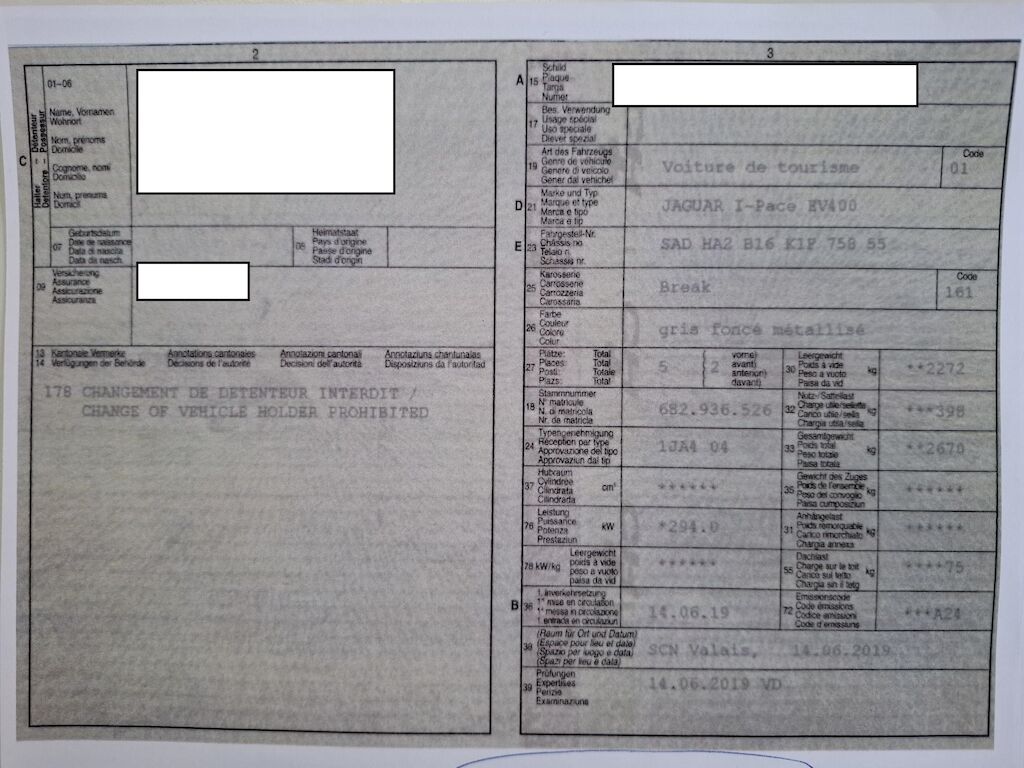 2
C
Halter – Détenteur
Detentore – Possessur
01–06
Name, Vornamen
Wohnort
Nom, prénoms
Domicile
Cognome, nomi
Domicilio
Num, prenums
Domicil
07
Geburtsdatum
Date de naissance
Data di nascita
Data da nasch.
08
Heimatstaat
Pays d'origine
Paese d'origine
Stadi d'origin
09
Versicherung
Assurance
Assicurazione
Assicuranza
13 Kantonale Vermerke Annotations cantonales Annotazioni cantonali Annotaziuns chantunalas
14 Verfügungen der Behörde Décisions de l'autorité Decisioni dell'autorità Disposiziuns da l'autoritad
178 CHANGEMENT DE DETENTEUR INTERDIT /
CHANGE OF VEHICLE HOLDER PROHIBITED
3
A 15
Schild
Plaque
Targa
Numer
17
Bes. Verwendung
Usage spécial
Uso speciale
Diever spezial
19
Art des Fahrzeugs
Genre de véhicule
Genere di veicolo
Gener dal vehichel
Voiture de tourisme
Code
01
D 21
Marke und Typ
Marque et type
Marca e tipo
Marca e tip
JAGUAR I-Pace EV400
E 23
Fahrgestell-Nr.
Châssis no
Telaio n.
Schassis nr.
SAD HA2 B16 K1F 758 55
25
Karosserie
Carrosserie
Carrozzeria
Carossaria
Break
Code
161
26
Farbe
Couleur
Colore
Colur
gris foncé métallisé
27
Plätze: Total
Places: Total
Posti: Totale
Plazs: Total
5
2
vorne)
avant)
anteriori)
davant)
30
Leergewicht
Poids à vide
Peso a vuoto
Paisa da vid
kg
**2272
18
Stammnummer
N° matricule
N. di matricola
Nr. da matricla
682.936.526
32
Nutz-/Sattellast
Charge utile/sellette
Carico utile/sella
Chargia utila/sella
kg
***398
24
Typengenehmigung
Réception par type
Approvazione del tipo
Approvaziun dal tip
1JA4 04
33
Gesamtgewicht
Poids total
Peso totale
Paisa totala
kg
**2670
37
Hubraum
Cylindrée
Cilindrata
Cilindrada
cm³
******
35
Gewicht des Zuges
Poids de l'ensemble
Peso del convoglio
Paisa cumposiziun
kg
******
76
Leistung
Puissance
Potenza
Prestaziun
kW
*294.0
31
Anhängelast
Poids remorquable
Carico rimorchiato
Chargia annexa
kg
******
78 kW/kg
Leergewicht
poids à vide
peso a vuoto
paisa da vid
******
55
Dachlast
Charge sur le toit
Carico sul tetto
Chargia sin il tetg
kg
****75
B 36
1. Inverkehrsetzung
1re mise en circulation
1a messa in circolazione
1. entrada en circulaziun
14.06.19
72
Emissionscode
Code émissions
Codice emissioni
Code d'emissiuns
***A24
38
(Raum für Ort und Datum)
(Espace pour lieu et date)
(Spazio per luogo e data)
(Spazi per lieu e data)
SCN Valais, 14.06.2019
39
Prüfungen
Expertises
Perizie
Examinaziuns
14.06.2019 VD